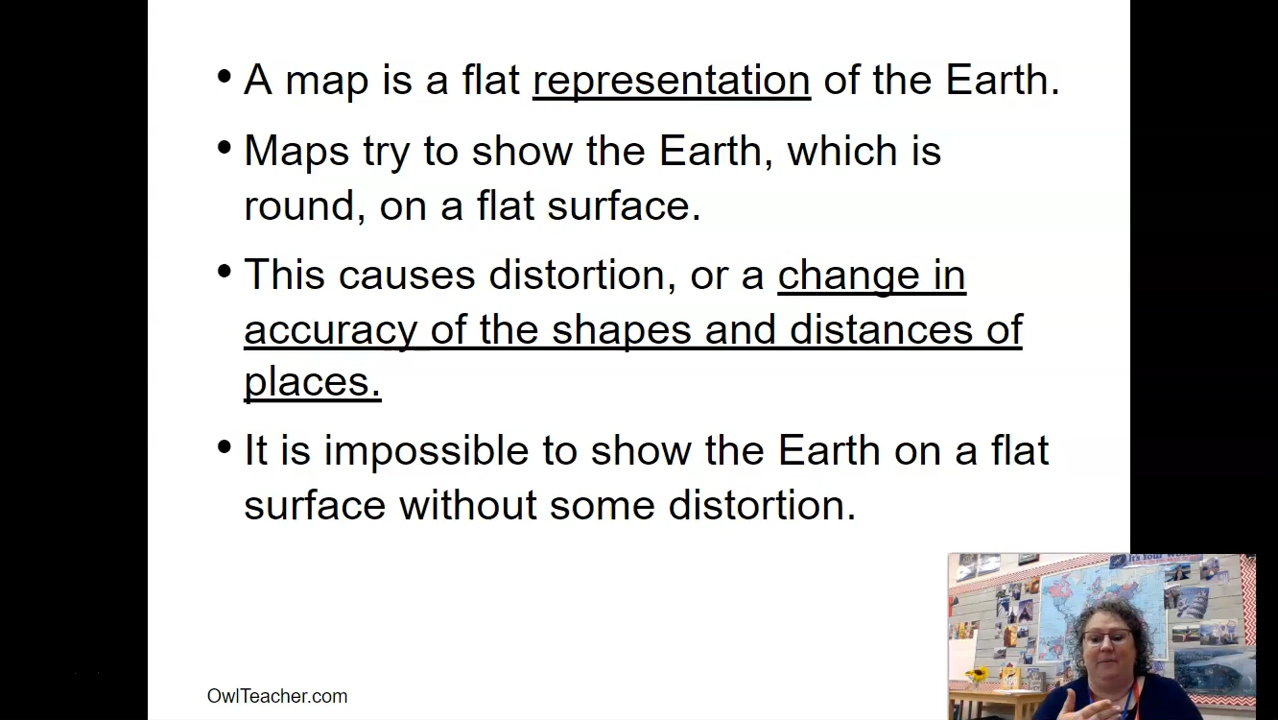 • A map is a flat representation of the Earth.
• Maps try to show the Earth, which is
round, on a flat surface.
• This causes distortion, or a change in
accuracy of the shapes and distances of
places.
• It is impossible to show the Earth on a flat
surface without some distortion.
OwlTeacher.com